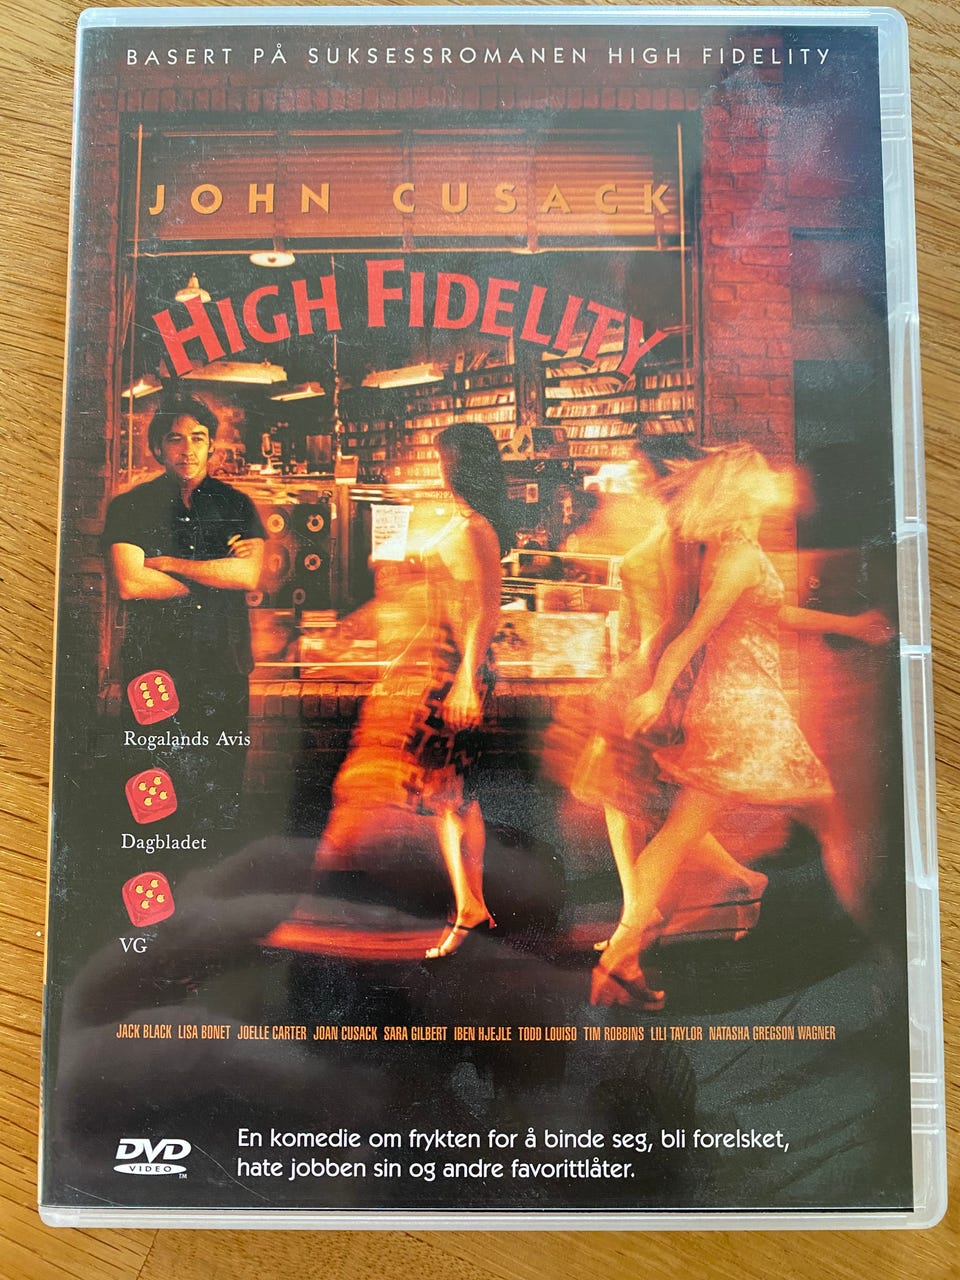 BASERT PÅ SUKSESSROMANEN HIGH FIDELITY
JOHN CUSACK
HIGH FIDELITY
Rogalands Avis
Dagbladet
VG
JACK BLACK LISA BONET JOELLE CARTER JOAN CUSACK SARA GILBERT IBEN HJEJLE TODD LOUISO TIM ROBBINS LILI TAYLOR NATASHA GREGSON WAGNER
DVD
VIDEO
TM
En komedie om frykten for å binde seg, bli forelsket,
hate jobben sin og andre favorittlåter.